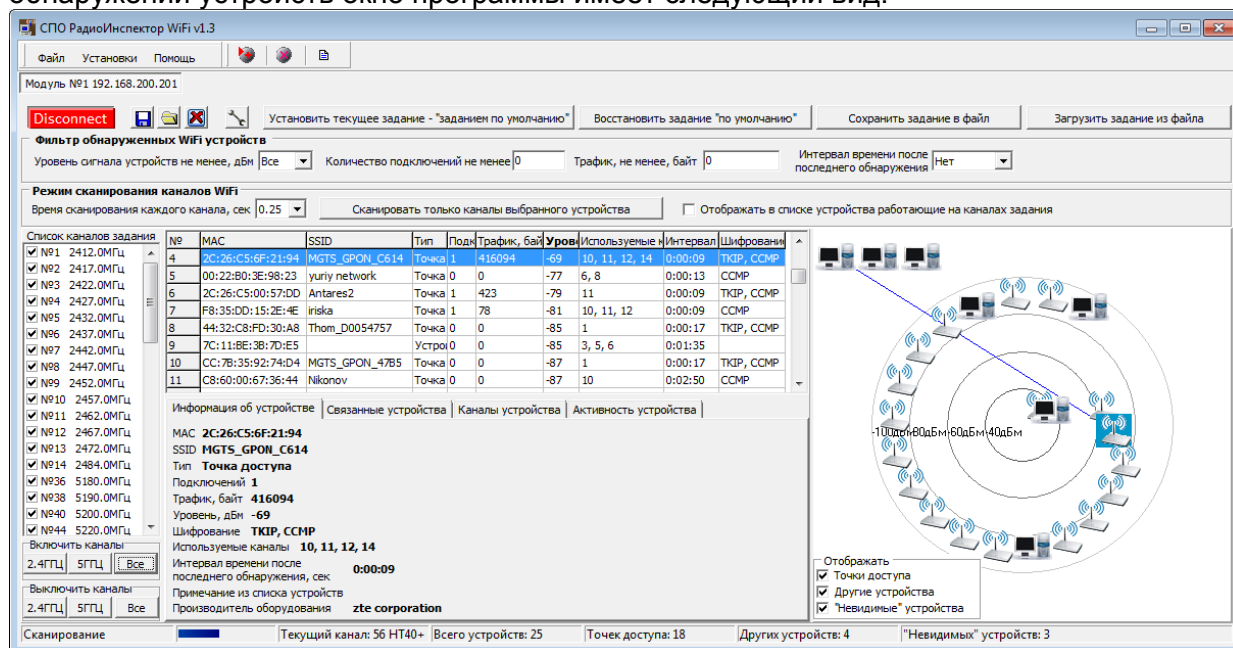 обнаружении устройств окно программы имеет следующий вид:
СПО РадиоИнспектор WiFi v1.3
Файл Установки Помощь
Модуль №1 192.168.200.201
Disconnect Установить текущее задание - "заданием по умолчанию" Восстановить задание "по умолчанию" Сохранить задание в файл Загрузить задание из файла
Фильтр обнаруженных WiFi устройств
Уровень сигнала устройств не менее, дБм Все Количество подключений не менее 0 Трафик, не менее, байт 0 Интервал времени после
последнего обнаружения Нет
Режим сканирования каналов WiFi
Время сканирования каждого канала, сек 0.25 Сканировать только каналы выбранного устройства Отображать в списке устройства работающие на каналах задания
Список каналов задания
№1 2412.0МГц
№2 2417.0МГц
№3 2422.0МГц
№4 2427.0МГц
№5 2432.0МГц
№6 2437.0МГц
№7 2442.0МГц
№8 2447.0МГц
№9 2452.0МГц
№10 2457.0МГц
№11 2462.0МГц
№12 2467.0МГц
№13 2472.0МГц
№14 2484.0МГц
№36 5180.0МГц
№38 5190.0МГц
№40 5200.0МГц
№44 5220.0МГц
Включить каналы
2.4ГГЦ 5ГГЦ Все
Выключить каналы
2.4ГГЦ 5ГГЦ Все
№ MAC SSID Тип Подк Трафик, бай Уров Используемые к Интервал Шифровани
4 2C:26:C5:6F:21:94 MGTS_GPON_C614 Точка 1 416094 -69 10, 11, 12, 14 0:00:09 TKIP, CCMP
5 00:22:B0:3E:98:23 yuriy network Точка 0 0 -77 6, 8 0:00:13 CCMP
6 2C:26:C5:00:57:DD Antares2 Точка 1 423 -79 11 0:00:09 TKIP, CCMP
7 F8:35:DD:15:2E:4E iriska Точка 1 78 -81 10, 11, 12 0:00:09 CCMP
8 44:32:C8:FD:30:A8 Thom_D0054757 Точка 0 0 -85 1 0:00:17 TKIP, CCMP
9 7C:11:BE:3B:7D:E5 Устрой 0 0 -85 3, 5, 6 0:01:35
10 CC:7B:35:92:74:D4 MGTS_GPON_47B5 Точка 0 0 -87 1 0:00:17 TKIP, CCMP
11 C8:60:00:67:36:44 Nikonov Точка 0 0 -87 10 0:02:50 CCMP
Информация об устройстве Связанные устройства Каналы устройства Активность устройства
MAC 2C:26:C5:6F:21:94
SSID MGTS_GPON_C614
Тип Точка доступа
Подключений 1
Трафик, байт 416094
Уровень, дБм -69
Шифрование TKIP, CCMP
Используемые каналы 10, 11, 12, 14
Интервал времени после
последнего обнаружения, сек 0:00:09
Примечание из списка устройств
Производитель оборудования zte corporation
-100дБм -80дБм -60дБм -40дБм
Отображать
Точки доступа
Другие устройства
"Невидимые" устройства
Сканирование Текущий канал: 56 HT40+ Всего устройств: 25 Точек доступа: 18 Других устройств: 4 "Невидимых" устройств: 3